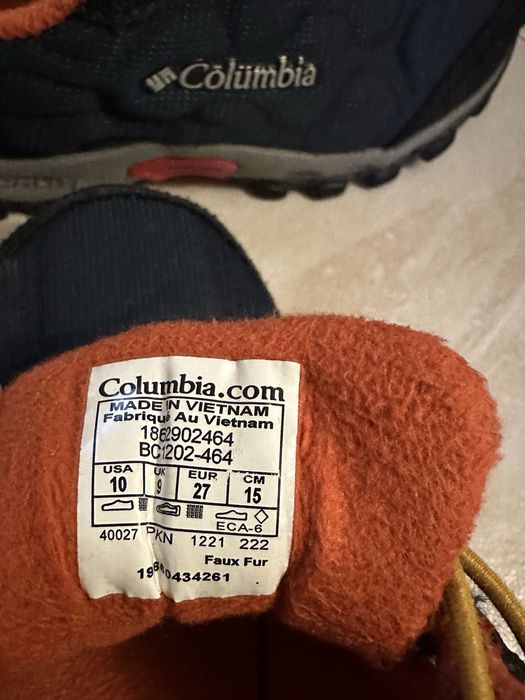 Columbia
Columbia.com
MADE IN VIETNAM
Fabriqué Au Vietnam
1862902464
BC1202-464
USA UK EUR CM
10 9 27 15
ECA-6
40027 PKN 1221 222
Faux Fur